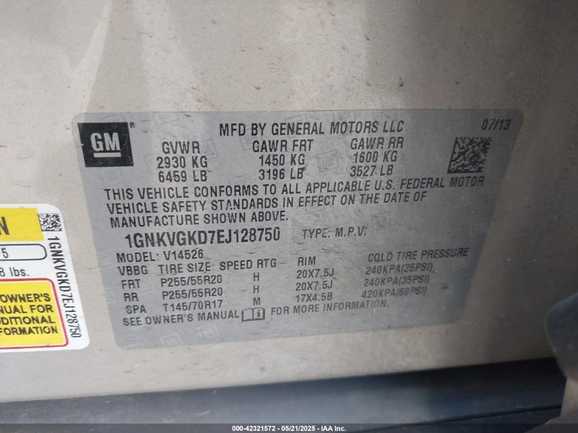 GM
MFD BY GENERAL MOTORS LLC 07/13
GVWR GAWR FRT GAWR RR
2930 KG 1450 KG 1600 KG
6459 LB 3196 LB 3527 LB
THIS VEHICLE CONFORMS TO ALL APPLICABLE U.S. FEDERAL MOTOR
VEHICLE SAFETY STANDARDS IN EFFECT ON THE DATE OF
MANUFACTURE SHOWN ABOVE.
1GNKVGKD7EJ128750 TYPE: M.P.V.
MODEL: V14526
VBBG TIRE SIZE SPEED RTG RIM COLD TIRE PRESSURE
FRT P255/55R20 H 20X7.5J 240KPA(35PSI)
RR P255/55R20 H 20X7.5J 240KPA(35PSI)
SPA T145/70R17 M 17X4.5B 420KPA(60PSI)
SEE OWNER'S MANUAL FOR MORE INFORMATION.
N
5
8 lbs.
OWNER'S
MANUAL FOR
ADDITIONAL
FORMATION
1GNKVGKD7EJ128750
000-42321572 - 05/21/2025 - IAA Inc.